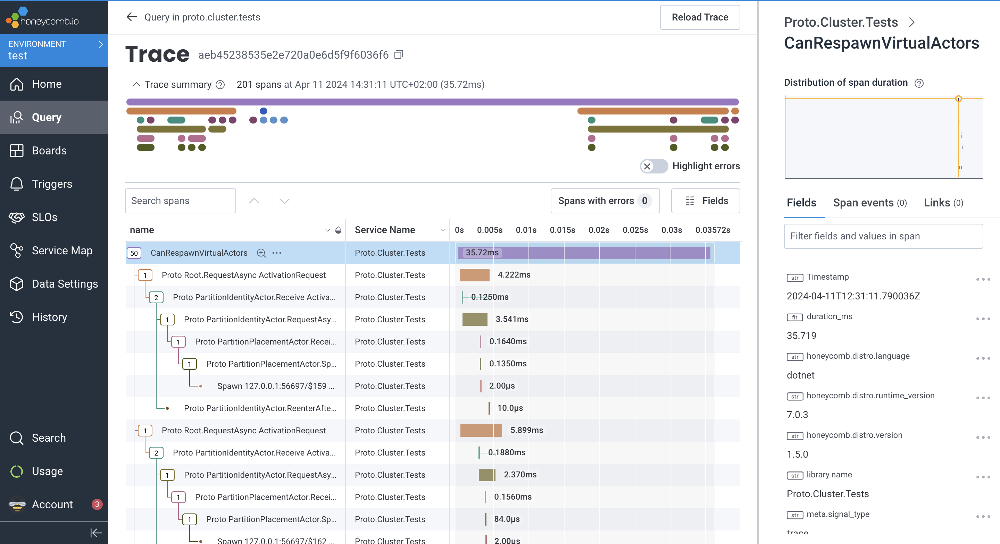 honeycomb.io
ENVIRONMENT
test
Home
Query
Boards
Triggers
SLOs
Service Map
Data Settings
History
Search
Usage
Account 3
Query in proto.cluster.tests
Reload Trace
Trace aeb45238535e2e720a0e6d5f9f6036f6
Trace summary 201 spans at Apr 11 2024 14:31:11 UTC+02:00 (35.72ms)
Highlight errors
Search spans
Spans with errors 0
Fields
name Service Name 0s 0.005s 0.01s 0.015s 0.02s 0.025s 0.03s 0.03572s
50 CanRespawnVirtualActors Proto.Cluster.Tests 35.72ms
1 Proto Root.RequestAsync ActivationRequest Proto.Cluster.Tests 4.222ms
2 Proto PartitionIdentityActor.Receive Activa... Proto.Cluster.Tests 0.1250ms
1 Proto PartitionIdentityActor.RequestAsy... Proto.Cluster.Tests 3.541ms
1 Proto PartitionPlacementActor.Recei... Proto.Cluster.Tests 0.1640ms
1 Proto PartitionPlacementActor.Sp... Proto.Cluster.Tests 0.1350ms
Spawn 127.0.0.1:56697/$159 ... Proto.Cluster.Tests 2.00μs
Proto PartitionIdentityActor.ReenterAfte... Proto.Cluster.Tests 10.0μs
1 Proto Root.RequestAsync ActivationRequest Proto.Cluster.Tests 5.899ms
2 Proto PartitionIdentityActor.Receive Activa... Proto.Cluster.Tests 0.1880ms
1 Proto PartitionIdentityActor.RequestAsy... Proto.Cluster.Tests 2.370ms
1 Proto PartitionPlacementActor.Recei... Proto.Cluster.Tests 0.1560ms
1 Proto PartitionPlacementActor.Sp... Proto.Cluster.Tests 84.0μs
Spawn 127.0.0.1:56697/$162 ... Proto.Cluster.Tests 2.00μs
Proto.Cluster.Tests
CanRespawnVirtualActors
Distribution of span duration
Fields Span events (0) Links (0)
Filter fields and values in span
str Timestamp
2024-04-11T12:31:11.790036Z
flt duration_ms
35.719
str honeycomb.distro.language
dotnet
str honeycomb.distro.runtime_version
7.0.3
str honeycomb.distro.version
1.5.0
str library.name
Proto.Cluster.Tests
str meta.signal_type
trace